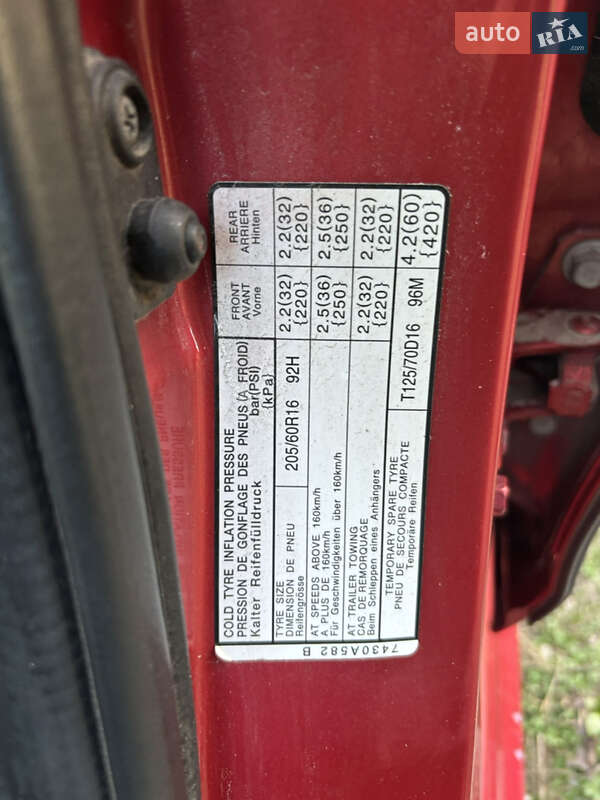 auto RIA .com
COLD TYRE INFLATION PRESSURE
PRESSION DE GONFLAGE DES PNEUS(A FROID)
Kalter Reifenfülldruck bar(PSI)
{kPa}
FRONT
AVANT
Vorne
REAR
ARRIERE
Hinten
TYRE SIZE
DIMENSION DE PNEU
Reifengrösse
205/60R16 92H
2.2(32)
{220}
2.2(32)
{220}
AT SPEEDS ABOVE 160km/h
A PLUS DE 160km/h
Für Geschwindigkeiten über 160km/h
2.5(36)
{250}
2.5(36)
{250}
AT TRAILER TOWING
CAS DE REMORQUAGE
Beim Schleppen eines Anhängers
2.2(32)
{220}
2.2(32)
{220}
TEMPORARY SPARE TYRE
PNEU DE SECOURS COMPACTE
Temporäre Reifen
T125/70D16 96M
4.2(60)
{420}
7430A582 B